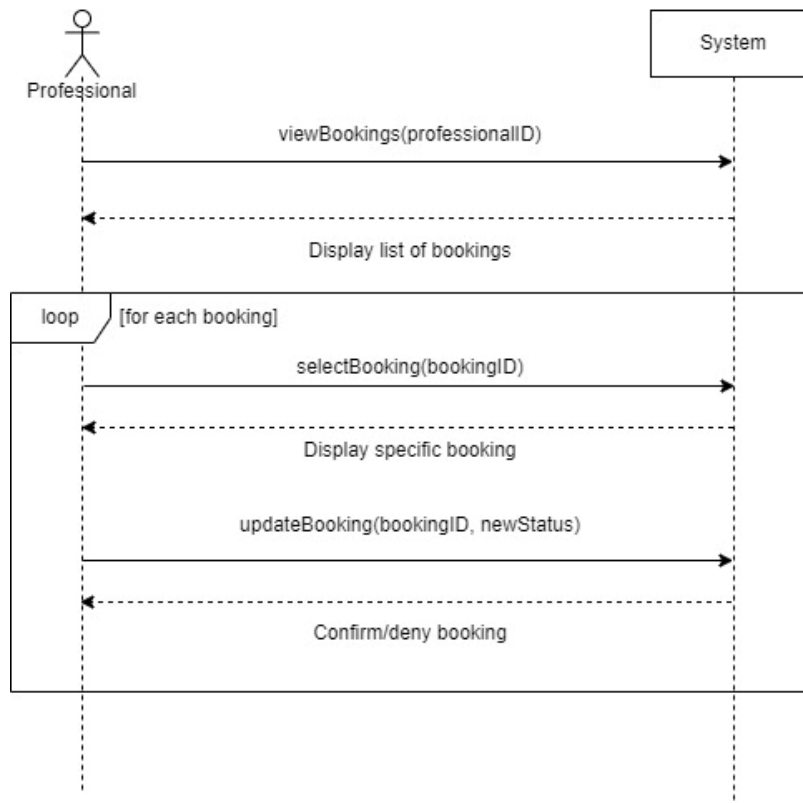 System
Professional
viewBookings(professionalID)
Display list of bookings
loop
[for each booking]
selectBooking(bookingID)
Display specific booking
updateBooking(bookingID, newStatus)
Confirm/deny booking